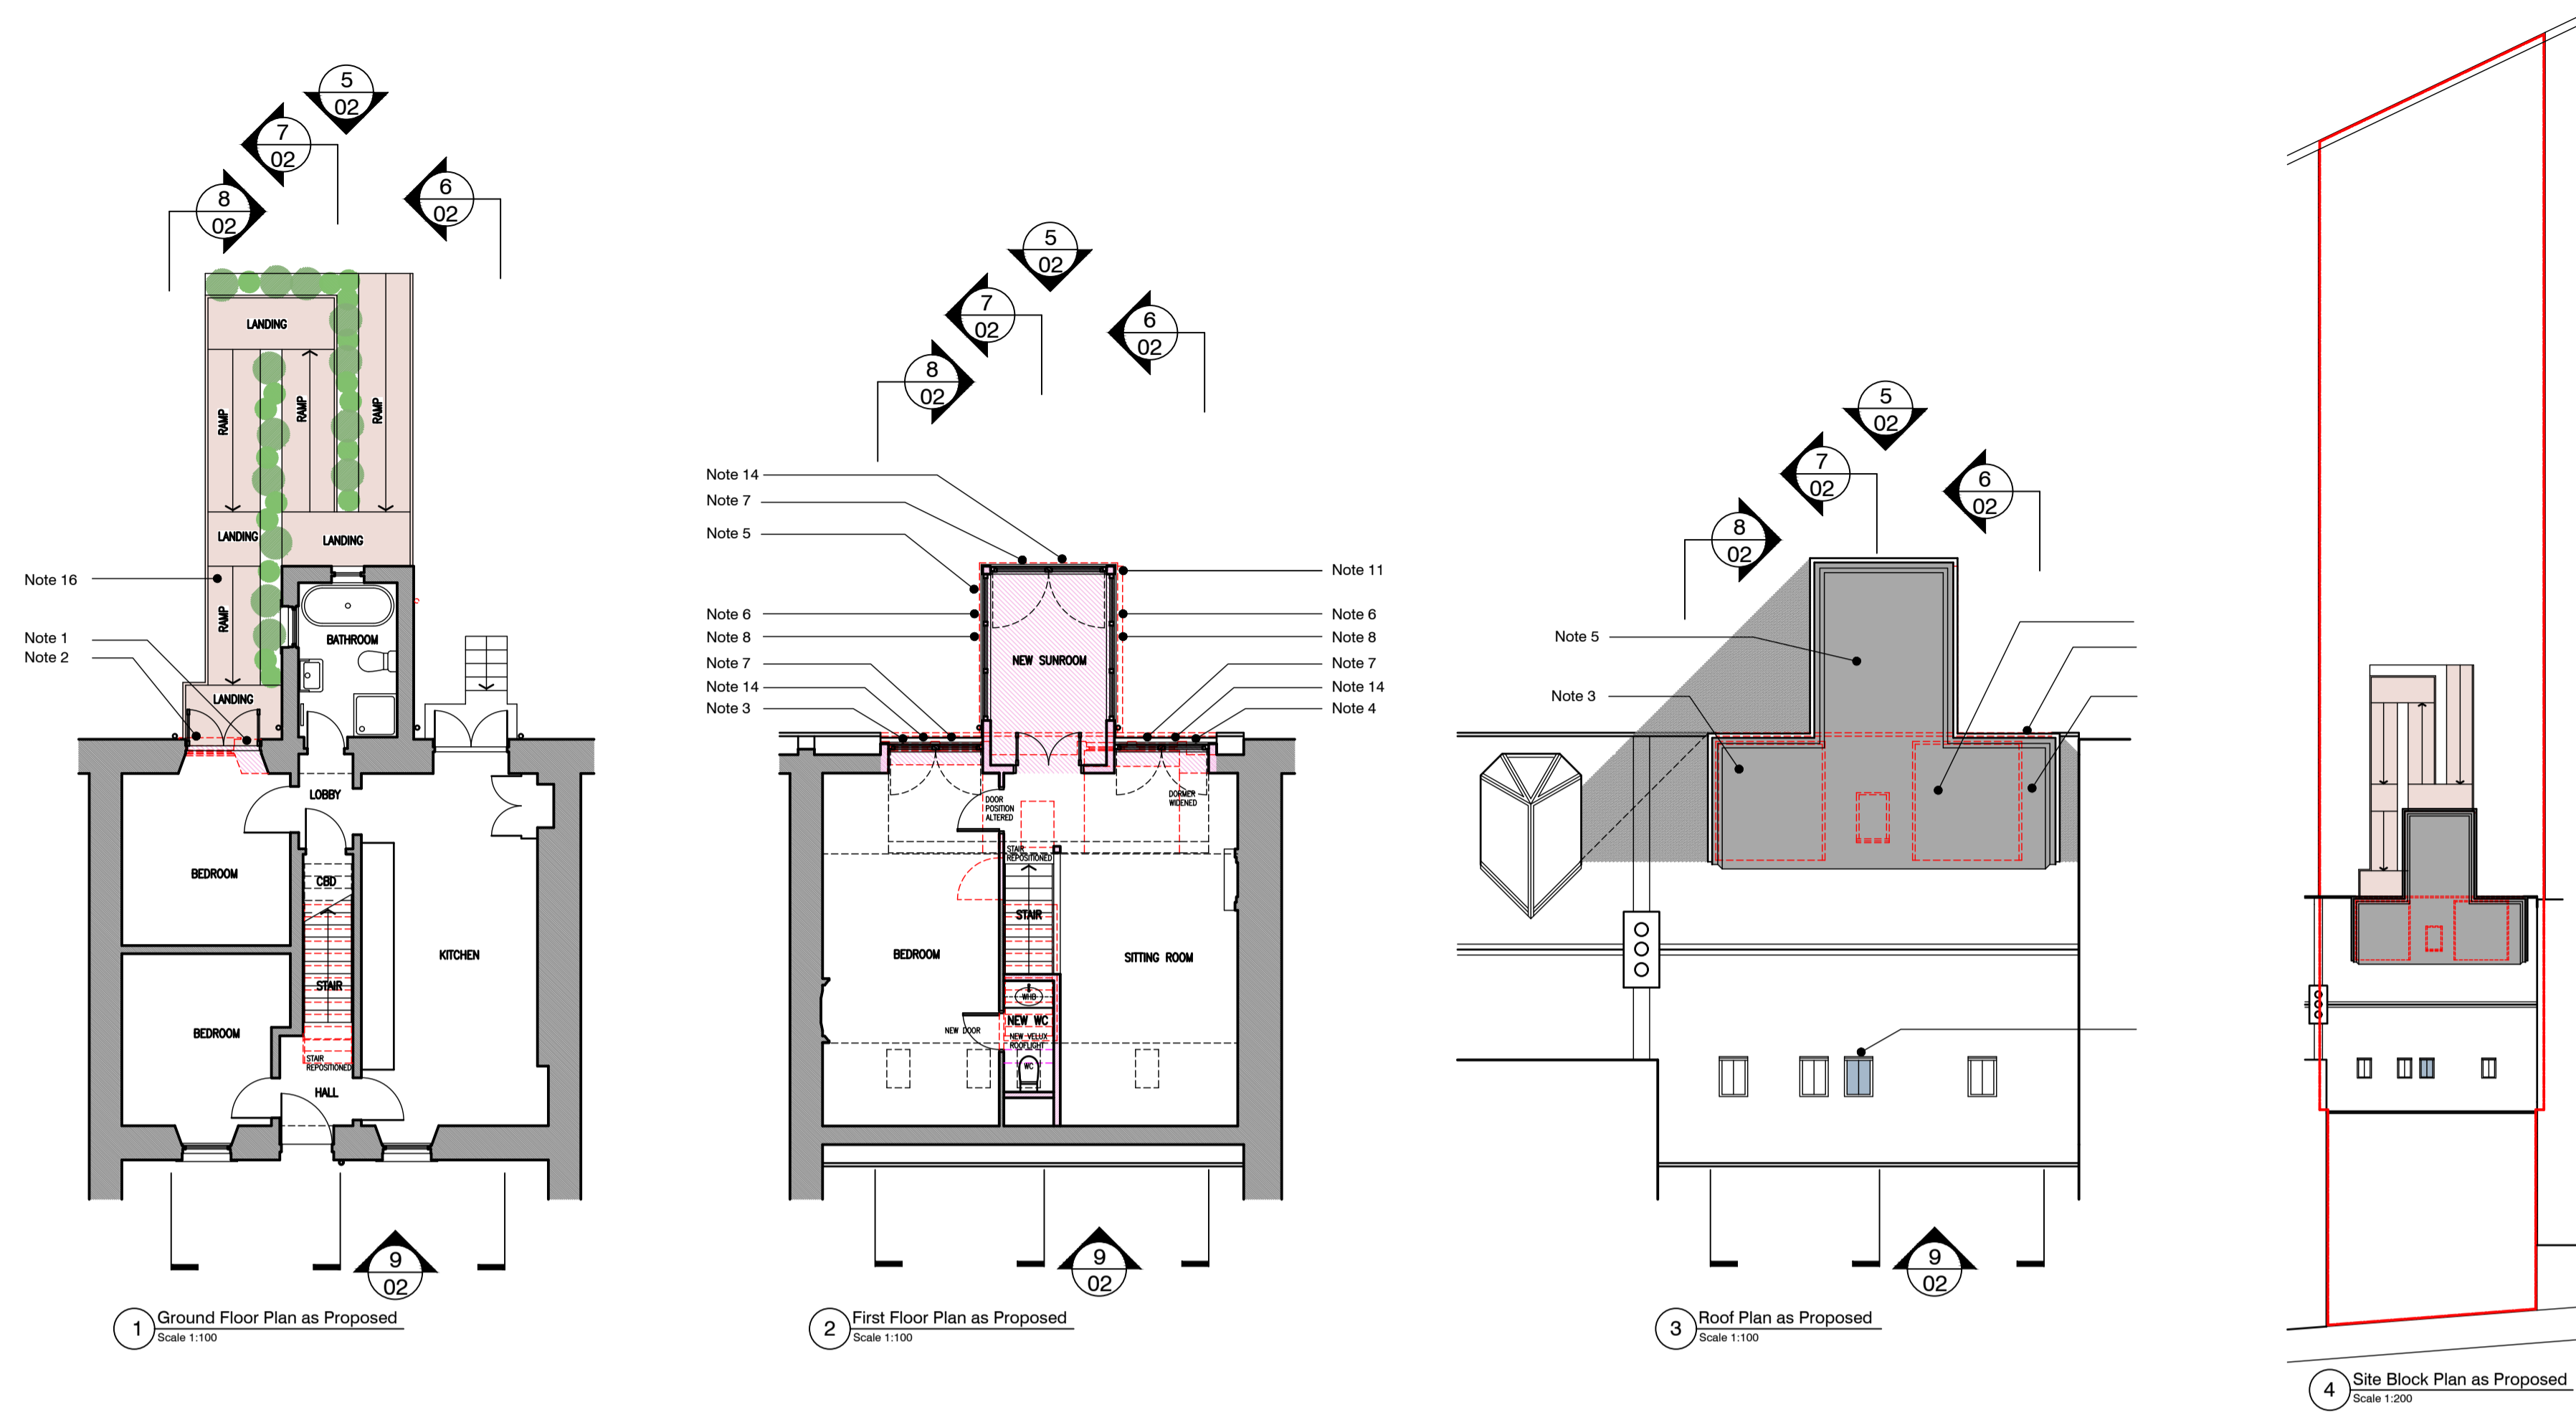 5
02
7
02
8
02
6
02
LANDING
RAMP
RAMP
RAMP
LANDING
LANDING
Note 16
RAMP
Note 1
Note 2
BATHROOM
LANDING
LOBBY
BEDROOM
CBD
KITCHEN
STAIR
BEDROOM
STAIR
REPOSITIONED
HALL
9
02
1
Ground Floor Plan as Proposed
Scale 1:100
5
02
7
02
6
02
8
02
Note 14
Note 7
Note 5
Note 11
Note 6
Note 6
Note 8
Note 8
NEW SUNROOM
Note 7
Note 7
Note 14
Note 14
Note 3
Note 4
DOOR
POSITION
ALTERED
DORMER
WIDENED
STAIR
REPOSITIONED
STAIR
BEDROOM
SITTING ROOM
WHB
NEW WC
NEW DOOR
NEW VELUX
ROOFLIGHT
WC
9
02
2
First Floor Plan as Proposed
Scale 1:100
5
02
7
02
6
02
8
02
Note 5
Note 3
9
02
3
Roof Plan as Proposed
Scale 1:100
4
Site Block Plan as Proposed
Scale 1:200